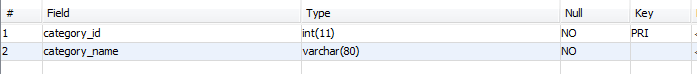 # Field Type Null Key
1 category_id int(11) NO PRI
2 category_name varchar(80) NO